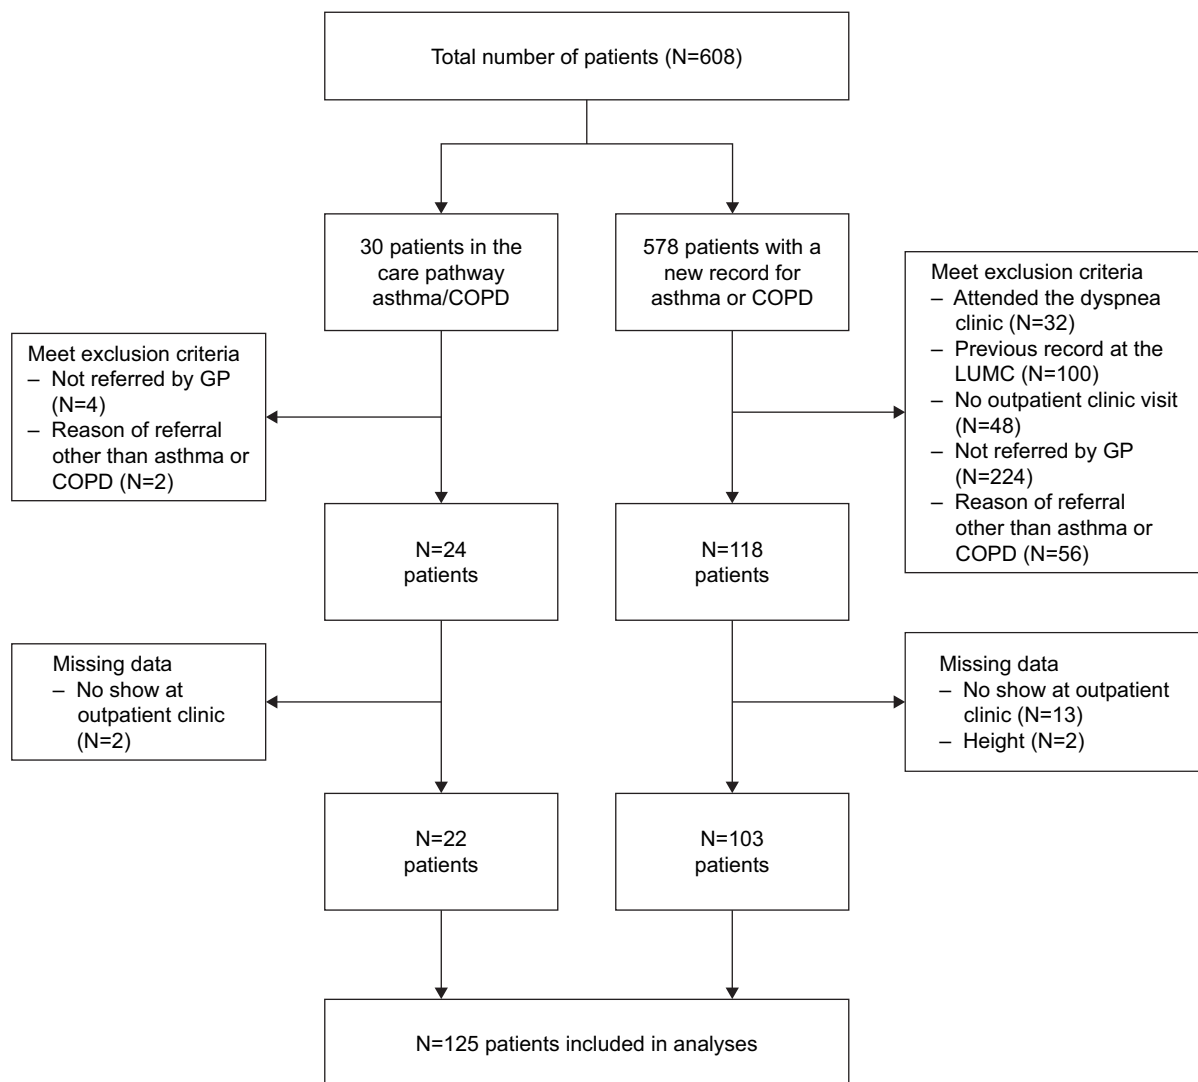 Total number of patients (N=608)
30 patients in the
care pathway
asthma/COPD
578 patients with a
new record for
asthma or COPD
Meet exclusion criteria
– Not referred by GP
(N=4)
– Reason of referral
other than asthma or
COPD (N=2)
Meet exclusion criteria
– Attended the dyspnea
clinic (N=32)
– Previous record at the
LUMC (N=100)
– No outpatient clinic visit
(N=48)
– Not referred by GP
(N=224)
– Reason of referral
other than asthma or
COPD (N=56)
N=24
patients
N=118
patients
Missing data
– No show at
outpatient clinic
(N=2)
Missing data
– No show at outpatient
clinic (N=13)
– Height (N=2)
N=22
patients
N=103
patients
N=125 patients included in analyses